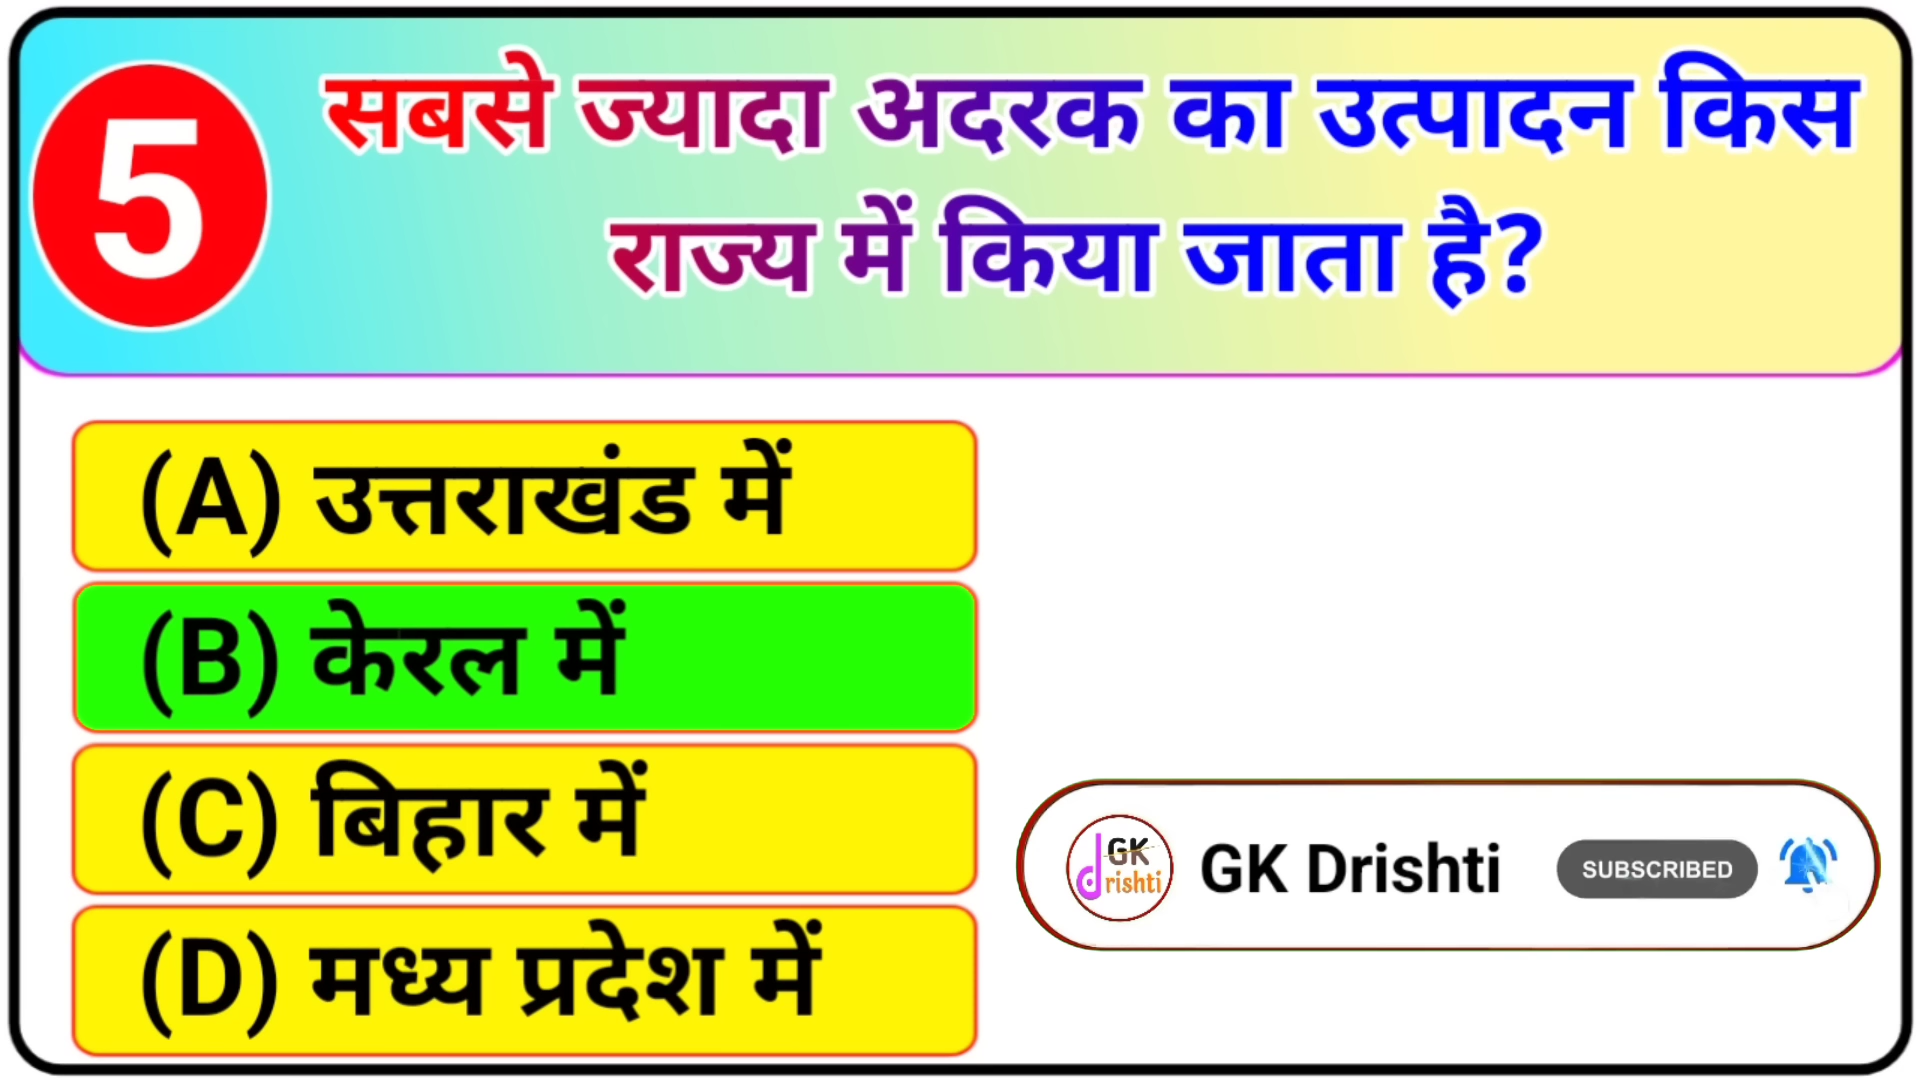 5
सबसे ज्यादा अदरक का उत्पादन किस
राज्य में किया जाता है?
(A) उत्तराखंड में
(B) केरल में
(C) बिहार में
(D) मध्य प्रदेश में
GK
drishti
GK Drishti
SUBSCRIBED